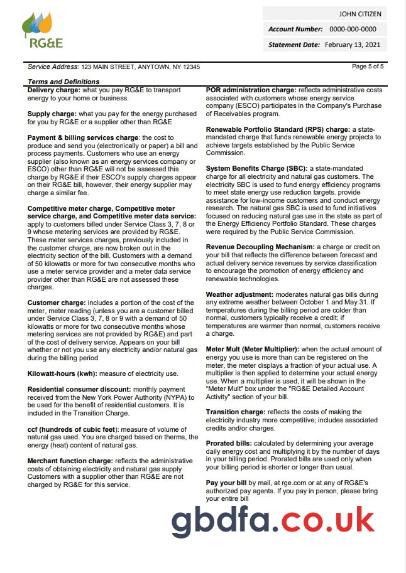 JOHN CITIZEN
Account Number: 0000-000-0000
Statement Date: February 13, 2021
RG&E
Service Address: 123 MAIN STREET, ANYTOWN, NY 12345
Page 5 of 5
Terms and Definitions
Delivery charge: what you pay RG&E to transport
energy to your home or business.
Supply charge: what you pay for the energy purchased
for you by RG&E or a supplier other than RG&E
Payment & billing services charge: the cost to
produce and send you (electronically or paper) a bill and
process payments. Customers who use an energy
supplier (also known as an energy services company or
ESCO) other than RG&E will not be assessed this
charge by RG&E if their ESCO's supply charges appear
on their RG&E bill, however, their energy supplier may
charge a similar fee.
Competitive meter charge, Competitive meter
service charge, and Competitive meter data service:
apply to customers billed under Service Class 3, 7, 8 or
9 whose metering services are provided by RG&E.
These meter services charges, previously included in
the customer charge, are now broken out in the
electricity section of the bill. Customers with a demand
of 50 kilowatts or more for two consecutive months who
use a meter service provider and a meter data service
provider other than RG&E are not assessed these
charges.
Customer charge: includes a portion of the cost of the
meter, meter reading (unless you are a customer billed
under Service Class 3, 7, 8 or 9 with a demand of 50
kilowatts or more for two consecutive months whose
metering services are not provided by RG&E) and part
of the cost of delivery service. Appears on your bill
whether or not you use any electricity and/or natural gas
during the billing period
Kilowatt-hours (kwh): measure of electricity use.
Residential consumer discount: monthly payment
received from the New York Power Authority (NYPA) to
be used for the benefit of residential customers. It is
included in the Transition Charge.
ccf (hundreds of cubic feet): measure of volume of
natural gas used. You are charged based on therms, the
energy (heat) content of natural gas.
Merchant function charge: reflects the administrative
costs of obtaining electricity and natural gas supply
Customers with a supplier other than RG&E are not
charged by RG&E for this service.
POR administration charge: reflects administrative costs
associated with customers whose energy service
company (ESCO) participates in the Company's Purchase
of Receivables program.
Renewable Portfolio Standard (RPS) charge: a state-
mandated charge that funds renewable energy projects to
achieve targets established by the Public Service
Commission.
System Benefits Charge (SBC): a state-mandated
charge for all electricity and natural gas customers. The
electricity SBC is used to fund energy efficiency programs
to meet state energy use reduction targets, provide
assistance for low-income customers and conduct energy
research. The natural gas SBC is used to fund initiatives
focused on reducing natural gas use in the state as part of
the Energy Efficiency Portfolio Standard. These charges
were required by the Public Service Commission.
Revenue Decoupling Mechanism: a charge or credit on
your bill that reflects the difference between forecast and
actual delivery service revenues by service classification
to encourage the promotion of energy efficiency and
renewable technologies.
Weather adjustment: moderates natural gas bills during
any extreme weather between October 1 and May 31. If
temperatures during the billing period are colder than
normal, customers typically receive a credit; if
temperatures are warmer than normal, customers receive
a charge.
Meter Mult (Meter Multiplier): when the actual amount of
energy you use is more than can be registered on the
meter, the meter displays a fraction of your actual use. A
multiplier is then applied to determine your actual energy
use. When a multiplier is used, it will be shown in the
"Meter Mult" box under the "RG&E Detailed Account
Activity" section of your bill.
Transition charge: reflects the costs of making the
electricity industry more competitive; includes associated
credits and/or charges.
Prorated bills: calculated by determining your average
daily energy cost and multiplying it by the number of days
in your billing period. Prorated bills are used only when
your billing period is shorter or longer than usual.
Pay your bill by mail, at rge.com or at any of RG&E's
authorized pay agents. If you pay in person, please bring
your entire bill
gbdfa.co.uk